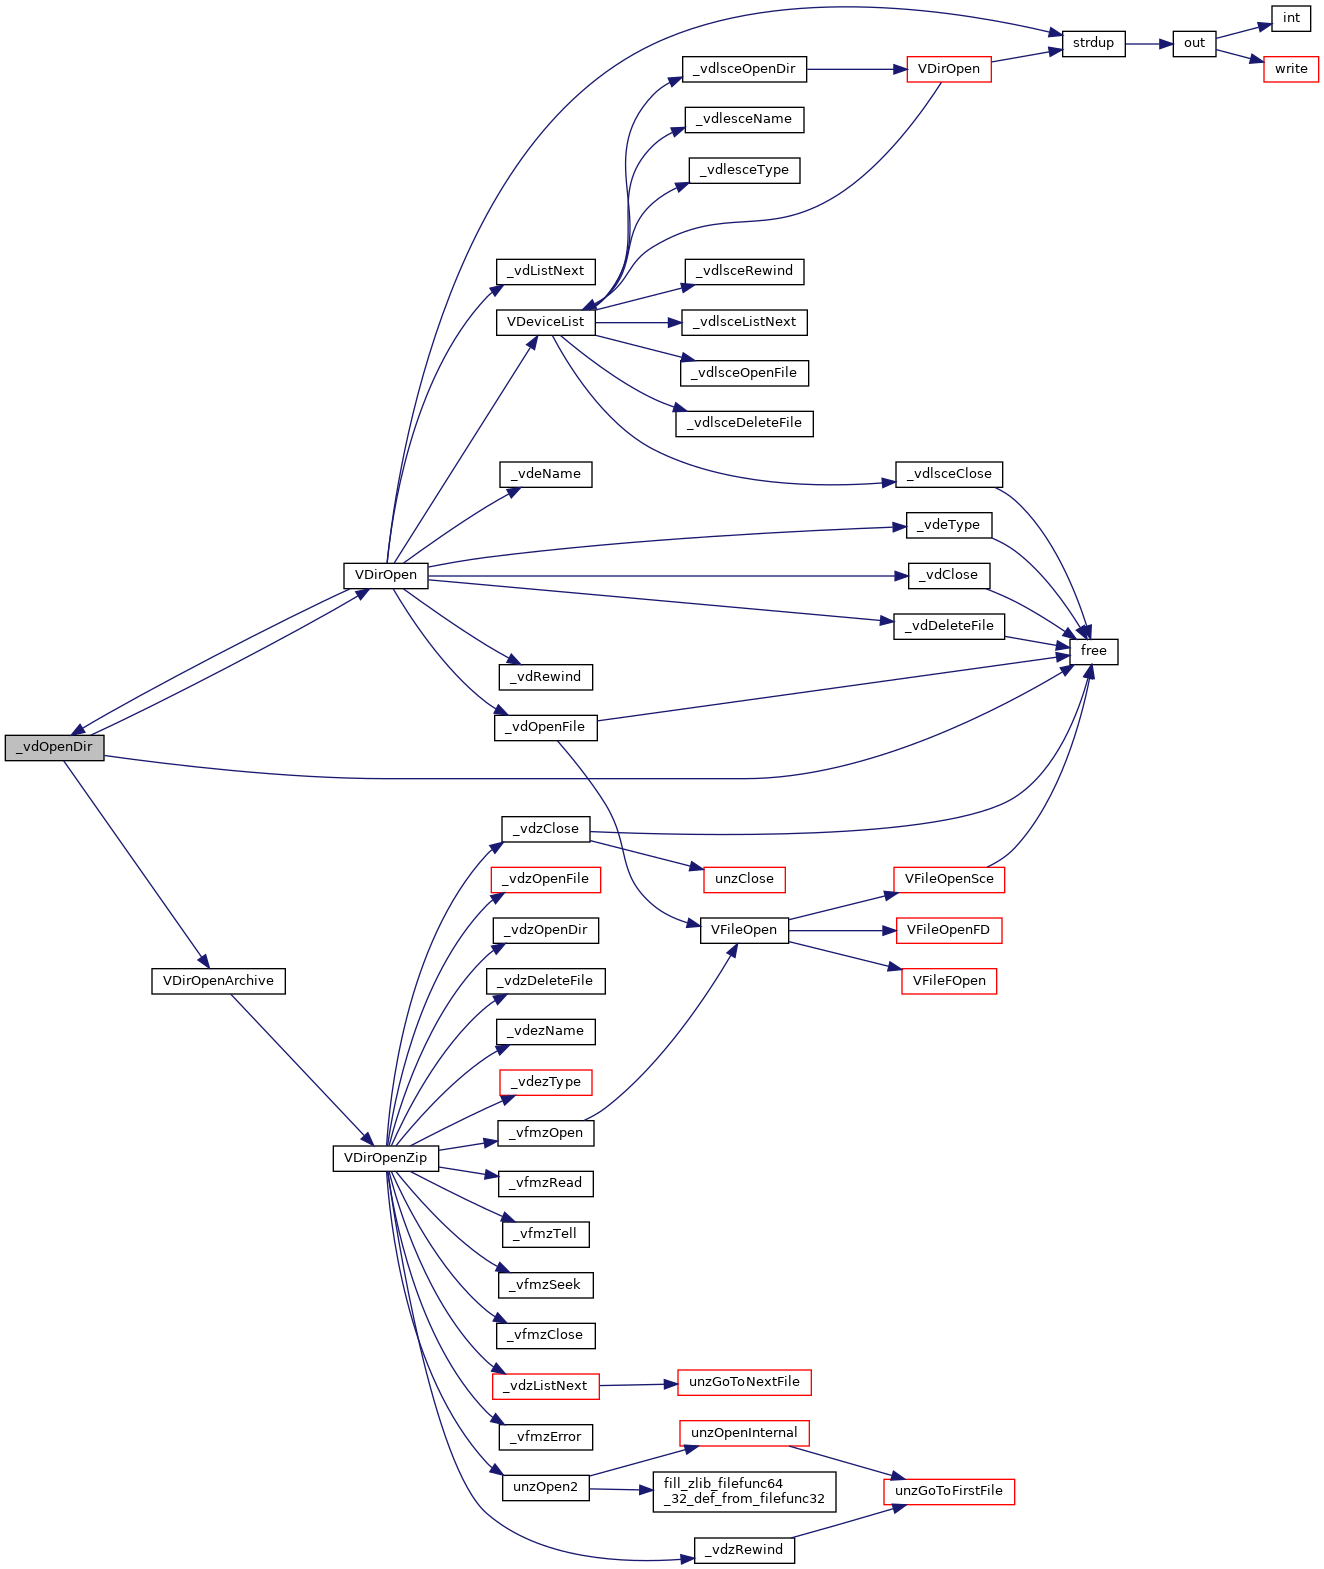 int
strdup
out
_vdlsceOpenDir
VDirOpen
write
_vdlesceName
_vdlesceType
_vdListNext
_vdlsceRewind
VDeviceList
_vdlsceListNext
_vdlsceOpenFile
_vdlsceDeleteFile
_vdeName
_vdlsceClose
_vdeType
VDirOpen
_vdClose
_vdDeleteFile
free
_vdRewind
_vdOpenFile
_vdOpenDir
_vdzClose
_vdzOpenFile
unzClose
VFileOpenSce
_vdzOpenDir
VFileOpen
VFileOpenFD
VDirOpenArchive
_vdzDeleteFile
VFileFOpen
_vdezName
_vdezType
_vfmzOpen
VDirOpenZip
_vfmzRead
_vfmzTell
_vfmzSeek
_vfmzClose
_vdzListNext
unzGoToNextFile
_vfmzError
unzOpenInternal
unzOpen2
fill_zlib_filefunc64
_32_def_from_filefunc32
unzGoToFirstFile
_vdzRewind